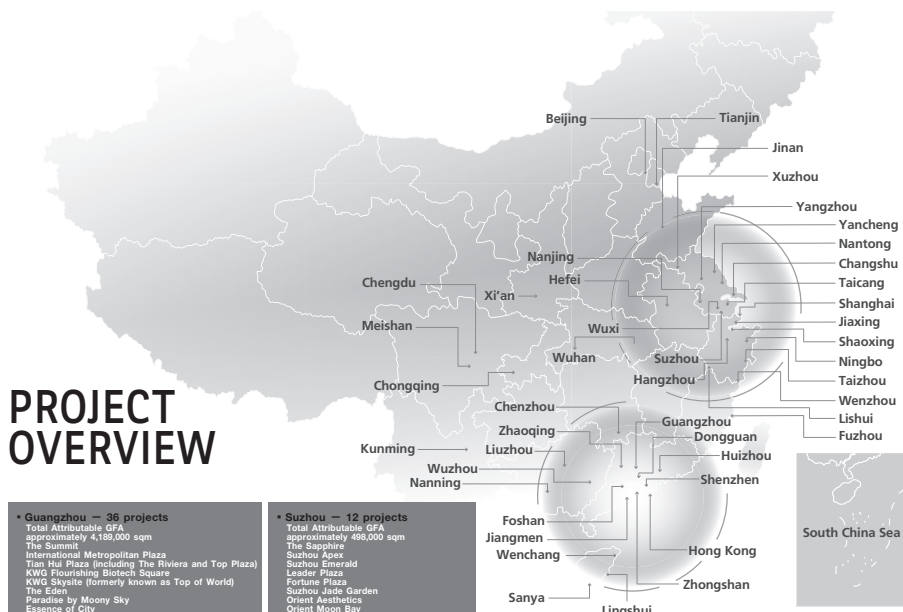 Beijing
Tianjin
Jinan
Xuzhou
Yangzhou
Yancheng
Nanjing
Nantong
Hefei
Changshu
Chengdu
Xi'an
Taicang
Shanghai
Meishan
Wuxi
Jiaxing
Shaoxing
Wuhan
Suzhou
Ningbo
Chongqing
Hangzhou
Taizhou
Wenzhou
PROJECT
OVERVIEW
Chenzhou
Lishui
Guangzhou
Zhaoqing
Dongguan
Fuzhou
Kunming
Liuzhou
Huizhou
Wuzhou
Nanning
Shenzhen
Foshan
South China Sea
Jiangmen
Wenchang
Hong Kong
Zhongshan
Sanya
Lingshui
• Guangzhou — 36 projects
Total Attributable GFA
approximately 4,189,000 sqm
The Summit
International Metropolitan Plaza
Tian Hui Plaza (including The Riviera and Top Plaza)
KWG Flourishing Biotech Square
KWG Skysite (formerly known as Top of World)
The Eden
Paradise by Moony Sky
Essence of City
• Suzhou — 12 projects
Total Attributable GFA
approximately 498,000 sqm
The Sapphire
Suzhou Apex
Suzhou Emerald
Leader Plaza
Fortune Plaza
Suzhou Jade Garden
Orient Aesthetics
Orient Moon Bay